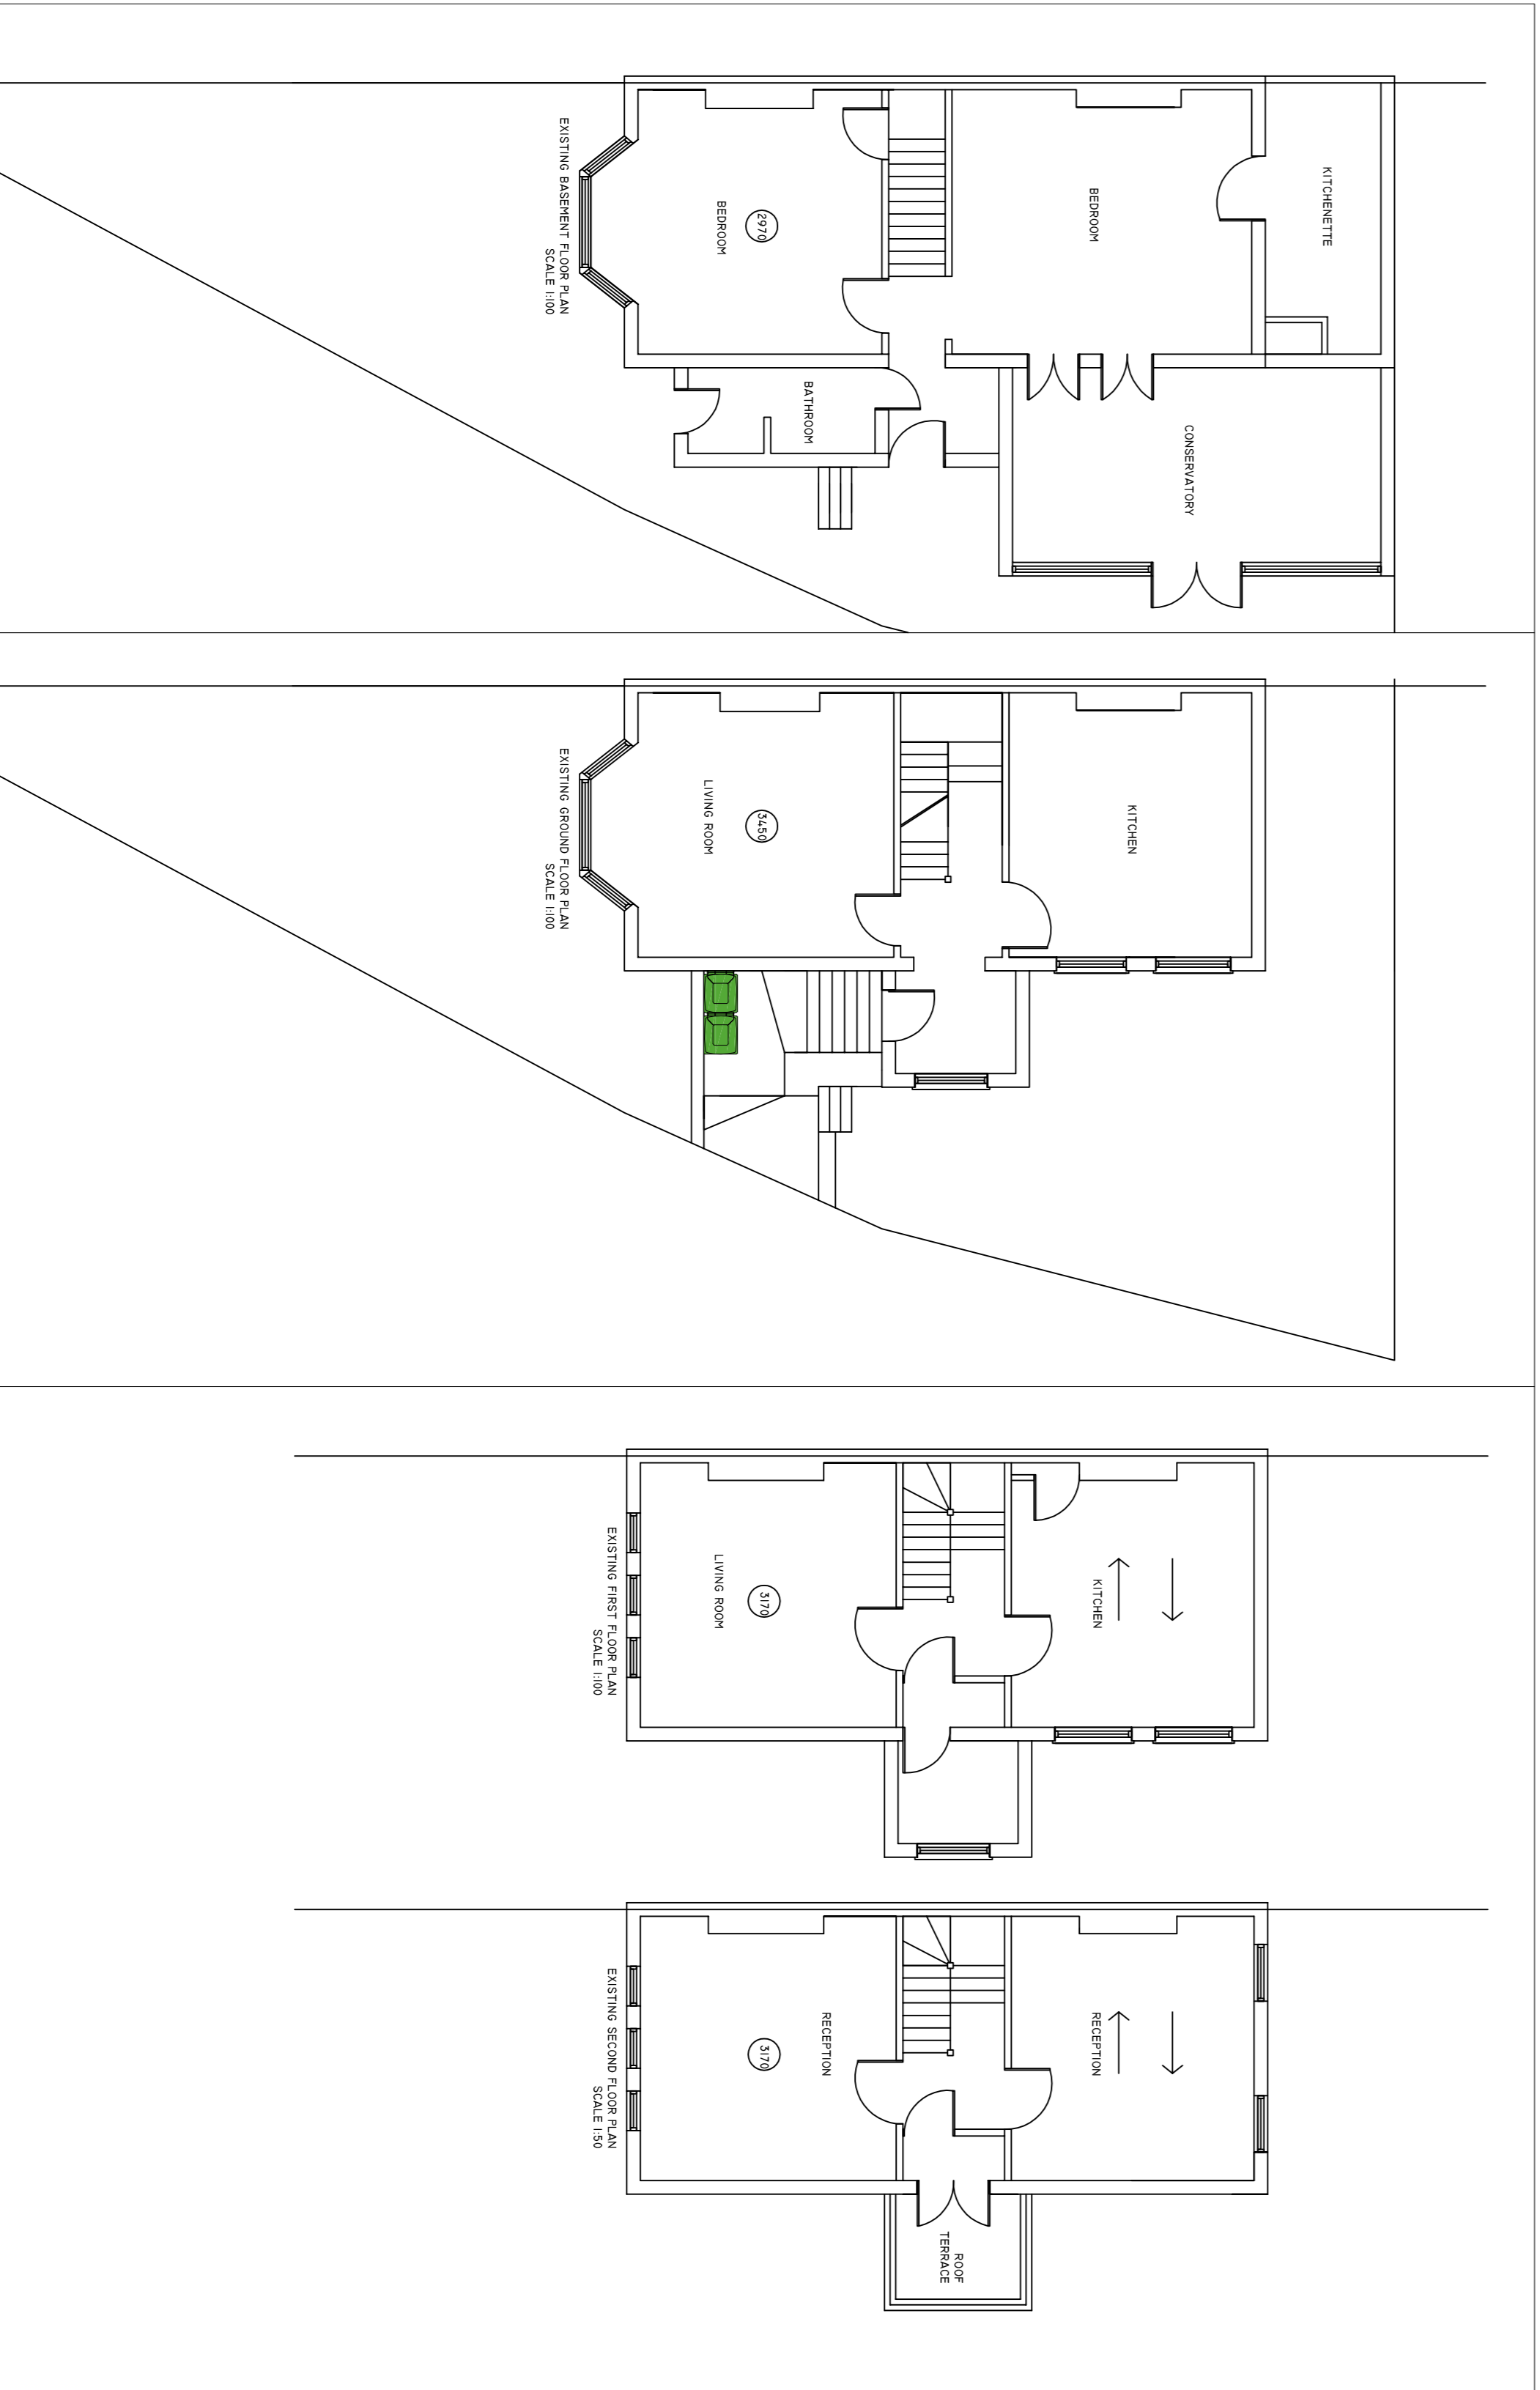 KITCHENETTE
BEDROOM
2970
BEDROOM
BATHROOM
CONSERVATORY
EXISTING BASEMENT FLOOR PLAN
SCALE 1:100
KITCHEN
3450
LIVING ROOM
EXISTING GROUND FLOOR PLAN
SCALE 1:100
KITCHEN
3170
LIVING ROOM
EXISTING FIRST FLOOR PLAN
SCALE 1:100
RECEPTION
RECEPTION
3170
ROOF
TERRACE
EXISTING SECOND FLOOR PLAN
SCALE 1:50